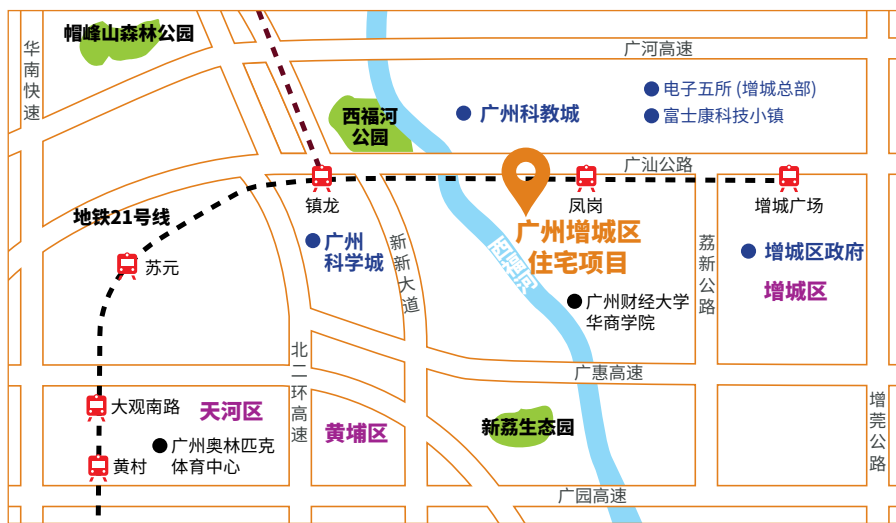 帽峰山森林公园
华南快速
广河高速
电子五所 (增城总部)
富士康科技小镇
广州科教城
西福河
公园
广汕公路
镇龙
凤岗
增城广场
地铁21号线
苏元
广州
科学城
新新大道
广州增城区
住宅项目
荔新公路
增城区政府
增城区
广州财经大学
华商学院
北二环高速
广惠高速
大观南路
天河区
黄埔区
新荔生态园
增莞公路
广州奥林匹克
体育中心
黄村
广园高速